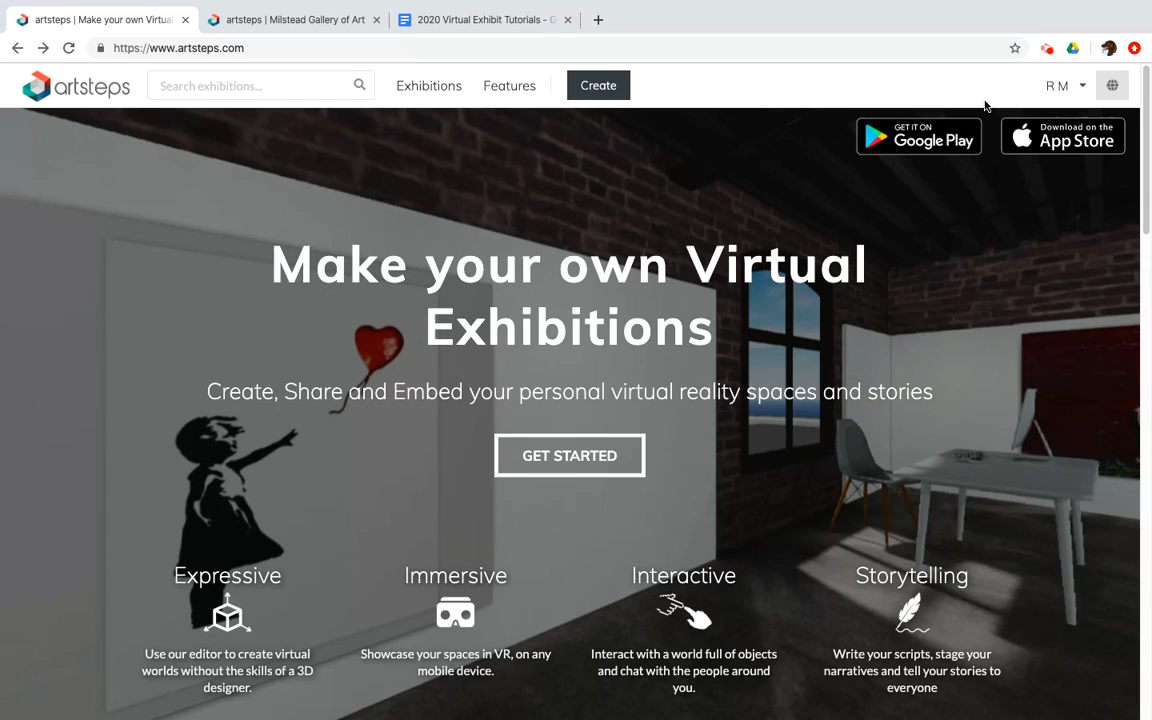 artsteps | Make your own Virtua
artsteps | Milstead Gallery of Art
2020 Virtual Exhibit Tutorials - G
https://www.artsteps.com
artsteps
Search exhibitions...
Exhibitions
Features
Create
R M
GET IT ON
Google Play
Download on the
App Store
Make your own Virtual
Exhibitions
Create, Share and Embed your personal virtual reality spaces and stories
GET STARTED
Expressive
Use our editor to create virtual
worlds without the skills of a 3D
designer.
Immersive
Showcase your spaces in VR, on any
mobile device.
Interactive
Interact with a world full of objects
and chat with the people around
you.
Storytelling
Write your scripts, stage your
narratives and tell your stories to
everyone